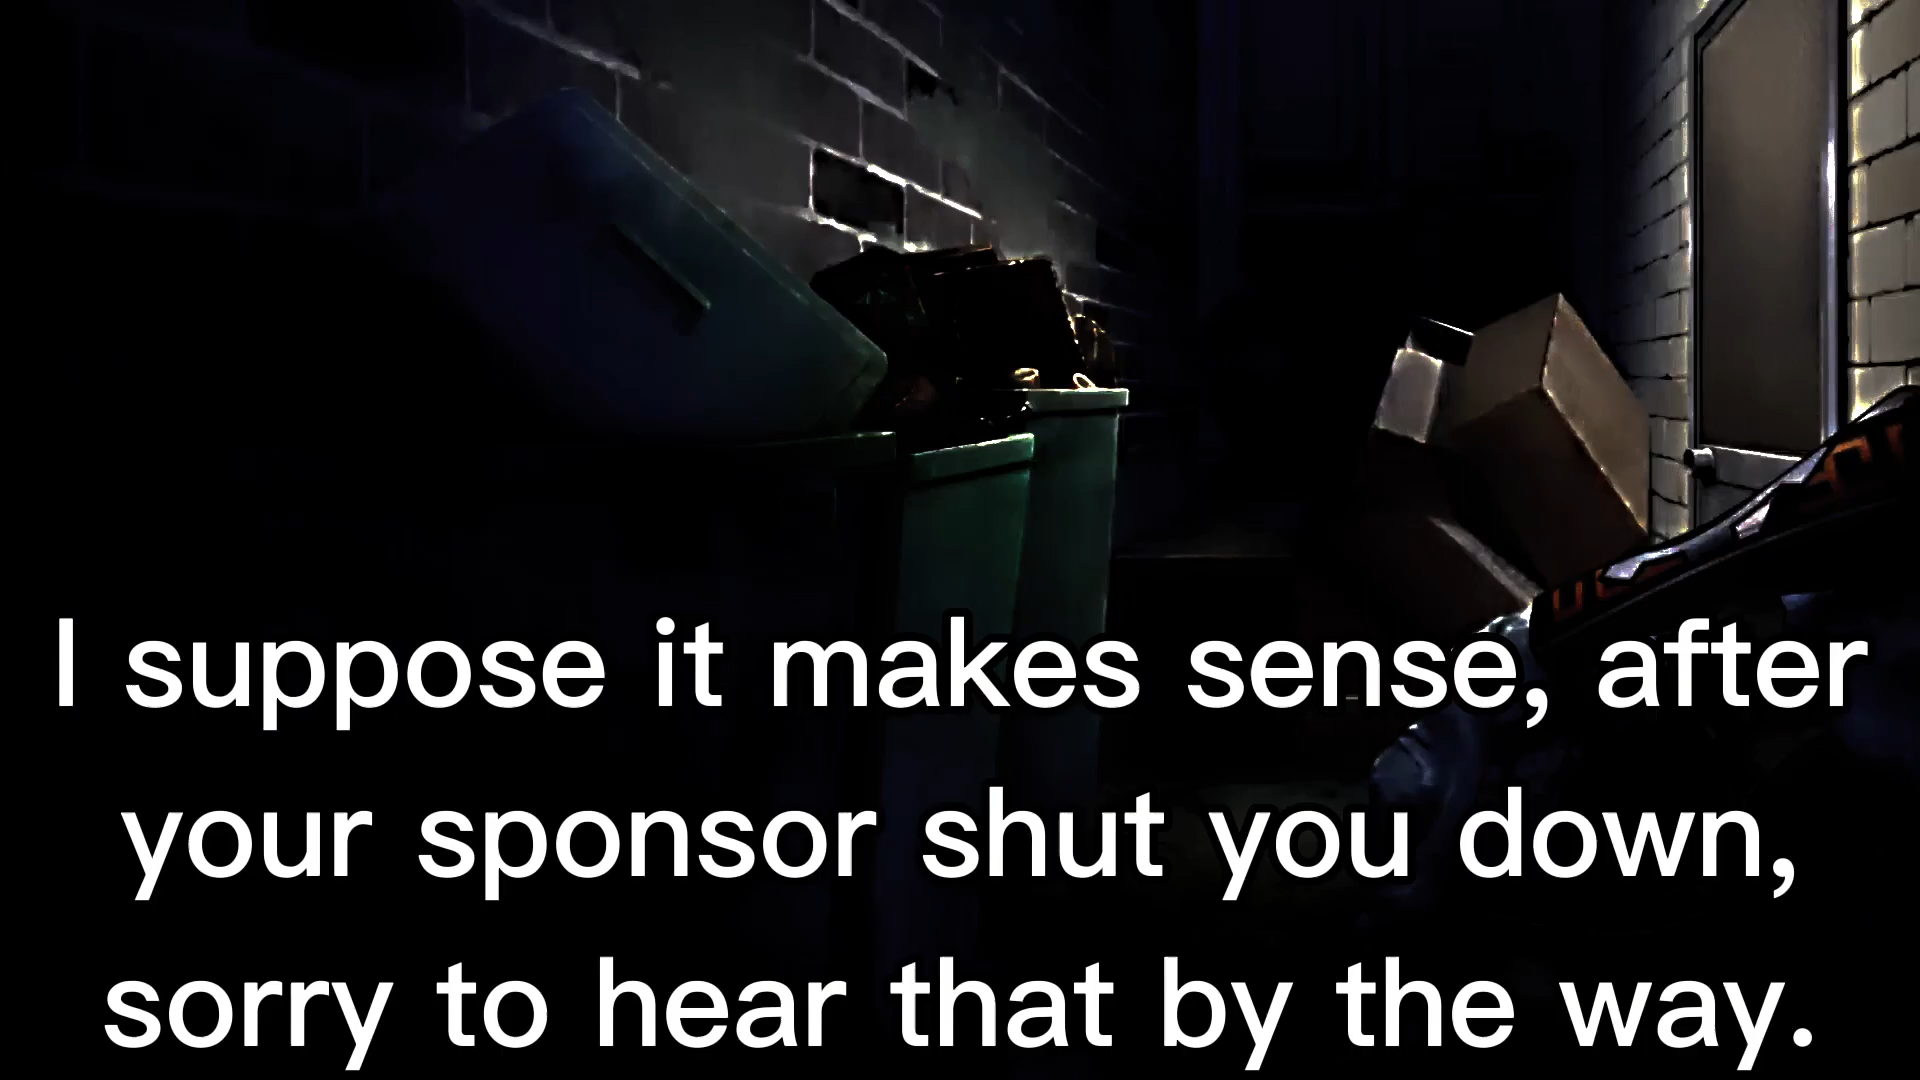 I suppose it makes sense, after
your sponsor shut you down,
sorry to hear that by the way.